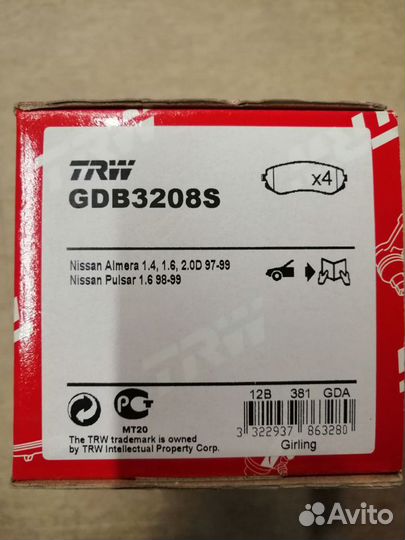 TRW
x4
GDB3208S
Nissan Almera 1.4, 1.6, 2.0D 97-99
Nissan Pulsar 1.6 98-99
TRW
12B 381 GDA
MT20
3 322937 863280
The TRW trademark is owned
by TRW Intellectual Property Corp.
Girling
Avito